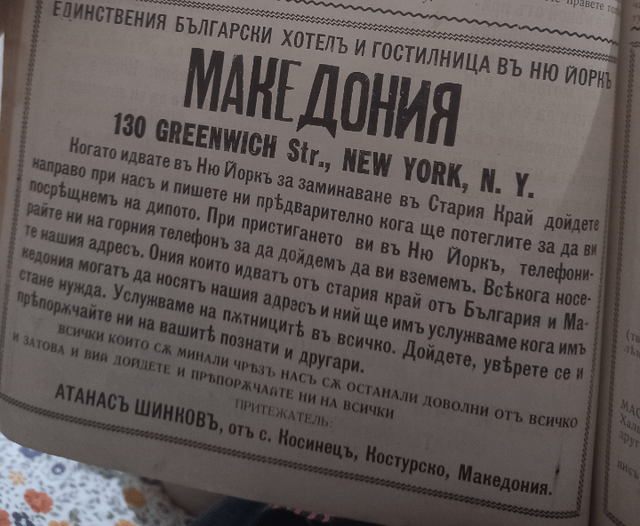 правете
ЕДИНСТВЕНИЯ БЪЛГАРСКИ ХОТЕЛЪ И ГОСТИЛНИЦА ВЪ НЮ ЙОРКЪ
МАКЕДОНИЯ
130 GREENWICH Str., NEW YORK, N. Y.
Когато идвате въ Ню Йоркъ за заминаване въ Стария Край дойдете
направо при насъ и пишете ни прѣдварително кога ще потеглите за да ви
посрѣщнемъ на дипото. При пристигането ви въ Ню Йоркъ, телефони-
райте ни на горния телефонъ за да дойдемъ да ви вземемъ. Всѣкога носе-
те нашия адресъ. Ония които идватъ отъ стария край отъ България и Ма-
кедония могатъ да носятъ нашия адресъ и ний ще имъ услужваме кога имъ
стане нужда. Услужваме на пѫтницитѣ въ всичко. Дойдете, увѣрете се и
прѣпорѫчайте ни на вашитѣ познати и другари.
ВСИЧКИ КОИТО СѪ МИНАЛИ ЧРѢЗЪ НАСЪ СѪ ОСТАНАЛИ ДОВОЛНИ ОТЪ ВСИЧКО
И ЗАТОВА И ВИЙ ДОЙДЕТЕ И ПРѢПОРѪЧАЙТЕ НИ НА ВСИЧКИ
ПРИТЕЖАТЕЛЬ:
АТАНАСЪ ШИНКОВЪ, отъ с. Косинецъ, Костурско, Македония.